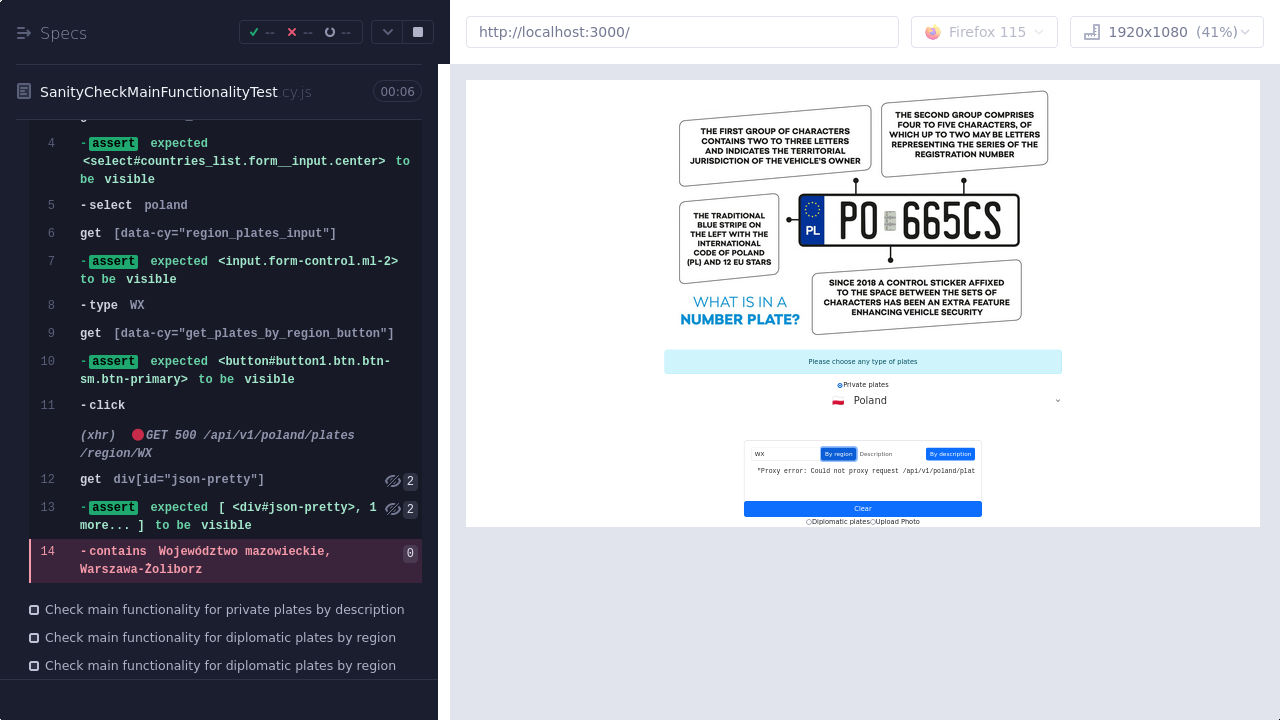 Specs
--
--
--
SanityCheckMainFunctionalityTest.cy.js
00:06
4 -assert expected
<select#countries_list.form__input.center> to
be visible
5 -select poland
6 get [data-cy="region_plates_input"]
7 -assert expected <input.form-control.ml-2>
to be visible
8 -type WX
9 get [data-cy="get_plates_by_region_button"]
10 -assert expected <button#button1.btn.btn-
sm.btn-primary> to be visible
11 -click
(xhr) GET 500 /api/v1/poland/plates
/region/WX
12 get div[id="json-pretty"] 2
13 -assert expected [ <div#json-pretty>, 1 2
more... ] to be visible
14 -contains Województwo mazowieckie, 0
Warszawa-Żoliborz
Check main functionality for private plates by description
Check main functionality for diplomatic plates by region
Check main functionality for diplomatic plates by region
http://localhost:3000/
Firefox 115
1920x1080 (41%)
THE FIRST GROUP OF CHARACTERS
CONTAINS TWO TO THREE LETTERS
AND INDICATES THE TERRITORIAL
JURISDICTION OF THE VEHICLE'S OWNER
THE SECOND GROUP COMPRISES
FOUR TO FIVE CHARACTERS, OF
WHICH UP TO TWO MAY BE LETTERS
REPRESENTING THE SERIES OF THE
REGISTRATION NUMBER
THE TRADITIONAL
BLUE STRIPE ON
THE LEFT WITH THE
INTERNATIONAL
CODE OF POLAND
(PL) AND 12 EU STARS
PL
PO 665CS
SINCE 2018 A CONTROL STICKER AFFIXED
TO THE SPACE BETWEEN THE SETS OF
CHARACTERS HAS BEEN AN EXTRA FEATURE
ENHANCING VEHICLE SECURITY
WHAT IS IN A
NUMBER PLATE?
Please choose any type of plates
Private plates
Poland
WX
By region
Description
By description
"Proxy error: Could not proxy request /api/v1/poland/plat
Clear
Diplomatic plates Upload Photo